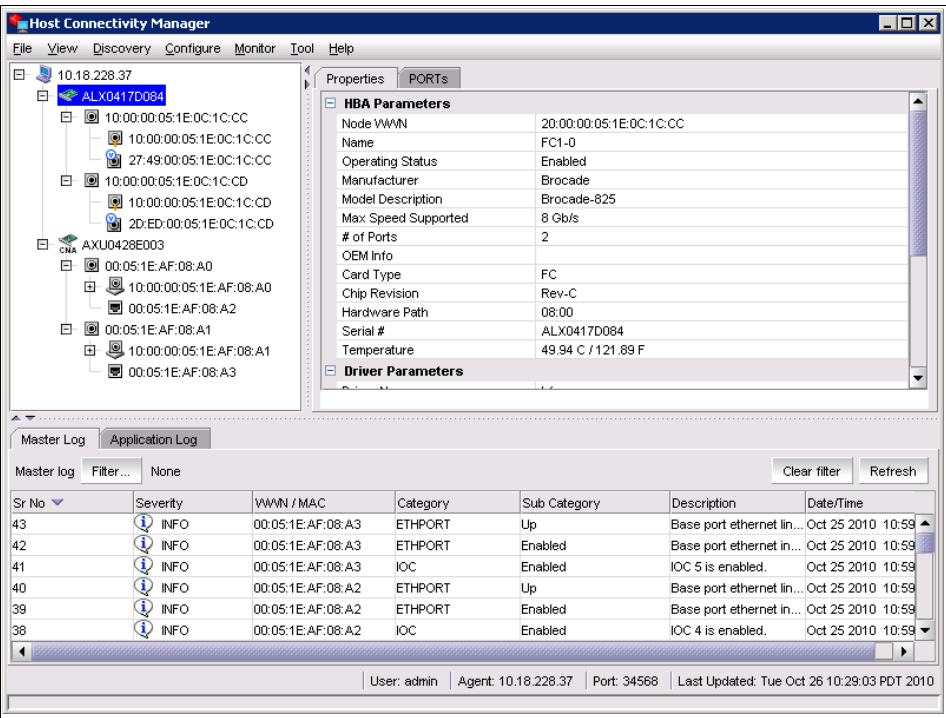 Host Connectivity Manager
File View Discovery Configure Monitor Tool Help
10.18.228.37
ALX0417D084
10:00:00:05:1E:0C:1C:CC
10:00:00:05:1E:0C:1C:CC
27:49:00:05:1E:0C:1C:CC
10:00:00:05:1E:0C:1C:CD
10:00:00:05:1E:0C:1C:CD
2D:ED:00:05:1E:0C:1C:CD
CNA AXU0428E003
00:05:1E:AF:08:A0
10:00:00:05:1E:AF:08:A0
00:05:1E:AF:08:A2
00:05:1E:AF:08:A1
10:00:00:05:1E:AF:08:A1
00:05:1E:AF:08:A3
Properties PORTs
HBA Parameters
Node WWN 20:00:00:05:1E:0C:1C:CC
Name FC1-0
Operating Status Enabled
Manufacturer Brocade
Model Description Brocade-825
Max Speed Supported 8 Gb/s
# of Ports 2
OEM Info
Card Type FC
Chip Revision Rev-C
Hardware Path 08:00
Serial # ALX0417D084
Temperature 49.94 C / 121.89 F
Driver Parameters
Master Log Application Log
Master log Filter... None Clear filter Refresh
Sr No Severity WWN / MAC Category Sub Category Description Date/Time
43 INFO 00:05:1E:AF:08:A3 ETHPORT Up Base port ethernet lin... Oct 25 2010 10:59
42 INFO 00:05:1E:AF:08:A3 ETHPORT Enabled Base port ethernet in... Oct 25 2010 10:59
41 INFO 00:05:1E:AF:08:A3 IOC Enabled IOC 5 is enabled. Oct 25 2010 10:59
40 INFO 00:05:1E:AF:08:A2 ETHPORT Up Base port ethernet lin... Oct 25 2010 10:59
39 INFO 00:05:1E:AF:08:A2 ETHPORT Enabled Base port ethernet in... Oct 25 2010 10:59
38 INFO 00:05:1E:AF:08:A2 IOC Enabled IOC 4 is enabled. Oct 25 2010 10:59
User: admin Agent: 10.18.228.37 Port: 34568 Last Updated: Tue Oct 26 10:29:03 PDT 2010